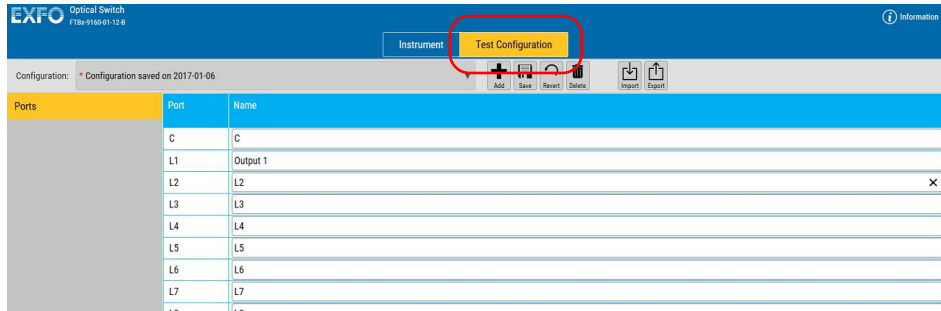 EXFO Optical Switch
FTBx-9160-01-12-B
Information
Instrument Test Configuration
Configuration: * Configuration saved on 2017-01-06
Add Save Revert Delete Import Export
Ports Port Name
C C
L1 Output 1
L2 L2
L3 L3
L4 L4
L5 L5
L6 L6
L7 L7